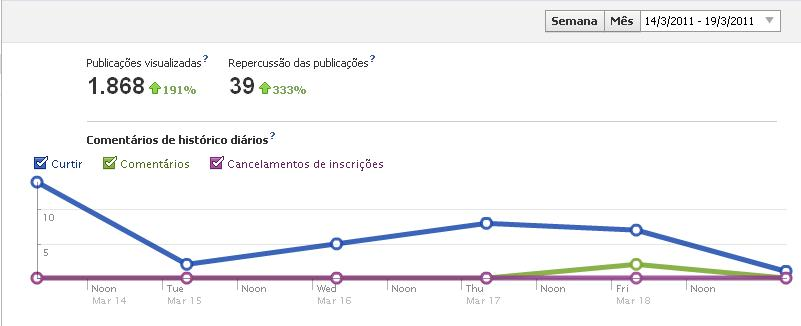 Semana Mês 14/3/2011 - 19/3/2011
Publicações visualizadas? Repercussão das publicações?
1.868 191% 39 333%
Comentários de histórico diários?
Curtir Comentários Cancelamentos de inscrições
10
5
Noon Tue Noon Wed Noon Thu Noon Fri Noon
Mar 14 Mar 15 Mar 16 Mar 17 Mar 18